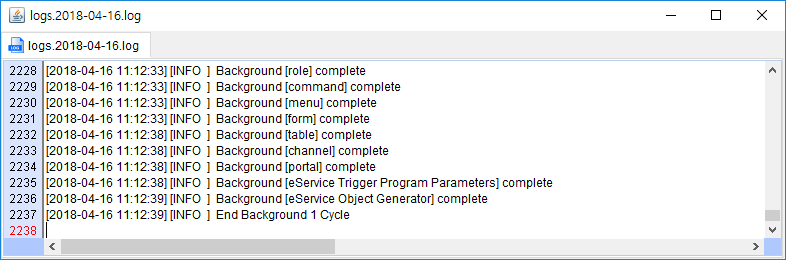 logs.2018-04-16.log
LOG logs.2018-04-16.log
2228 [2018-04-16 11:12:33] [INFO ] Background [role] complete
2229 [2018-04-16 11:12:33] [INFO ] Background [command] complete
2230 [2018-04-16 11:12:33] [INFO ] Background [menu] complete
2231 [2018-04-16 11:12:33] [INFO ] Background [form] complete
2232 [2018-04-16 11:12:38] [INFO ] Background [table] complete
2233 [2018-04-16 11:12:38] [INFO ] Background [channel] complete
2234 [2018-04-16 11:12:38] [INFO ] Background [portal] complete
2235 [2018-04-16 11:12:38] [INFO ] Background [eService Trigger Program Parameters] complete
2236 [2018-04-16 11:12:39] [INFO ] Background [eService Object Generator] complete
2237 [2018-04-16 11:12:39] [INFO ] End Background 1 Cycle
2238